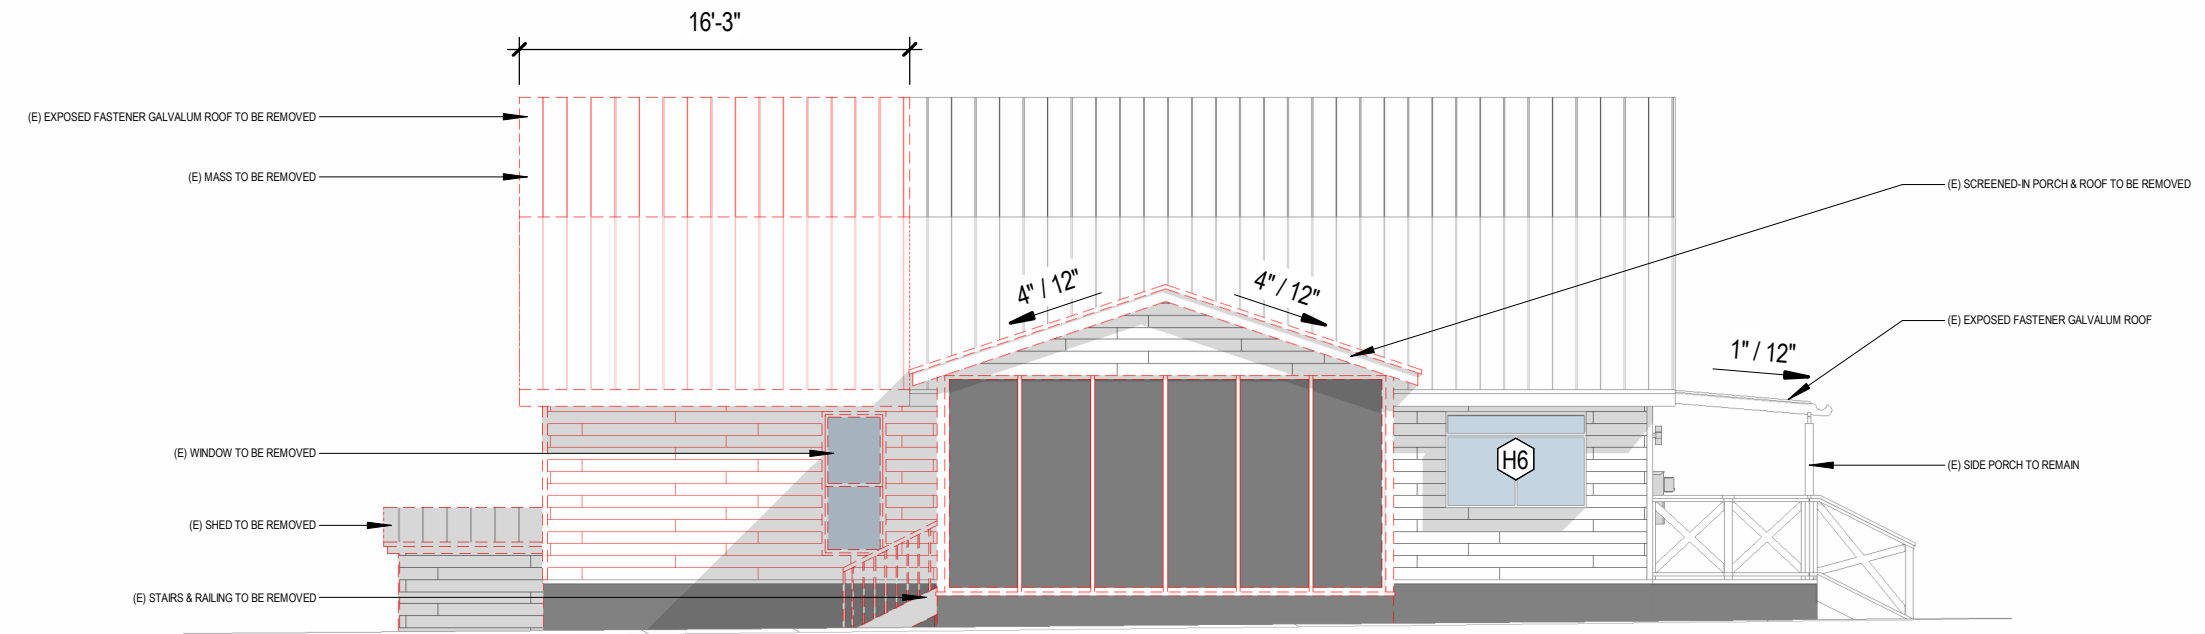 16'-3"
(E) EXPOSED FASTENER GALVALUM ROOF TO BE REMOVED
(E) MASS TO BE REMOVED
(E) SCREENED-IN PORCH & ROOF TO BE REMOVED
4" / 12"
4" / 12"
(E) EXPOSED FASTENER GALVALUM ROOF
1" / 12"
(E) WINDOW TO BE REMOVED
H6
(E) SIDE PORCH TO REMAIN
(E) SHED TO BE REMOVED
(E) STAIRS & RAILING TO BE REMOVED